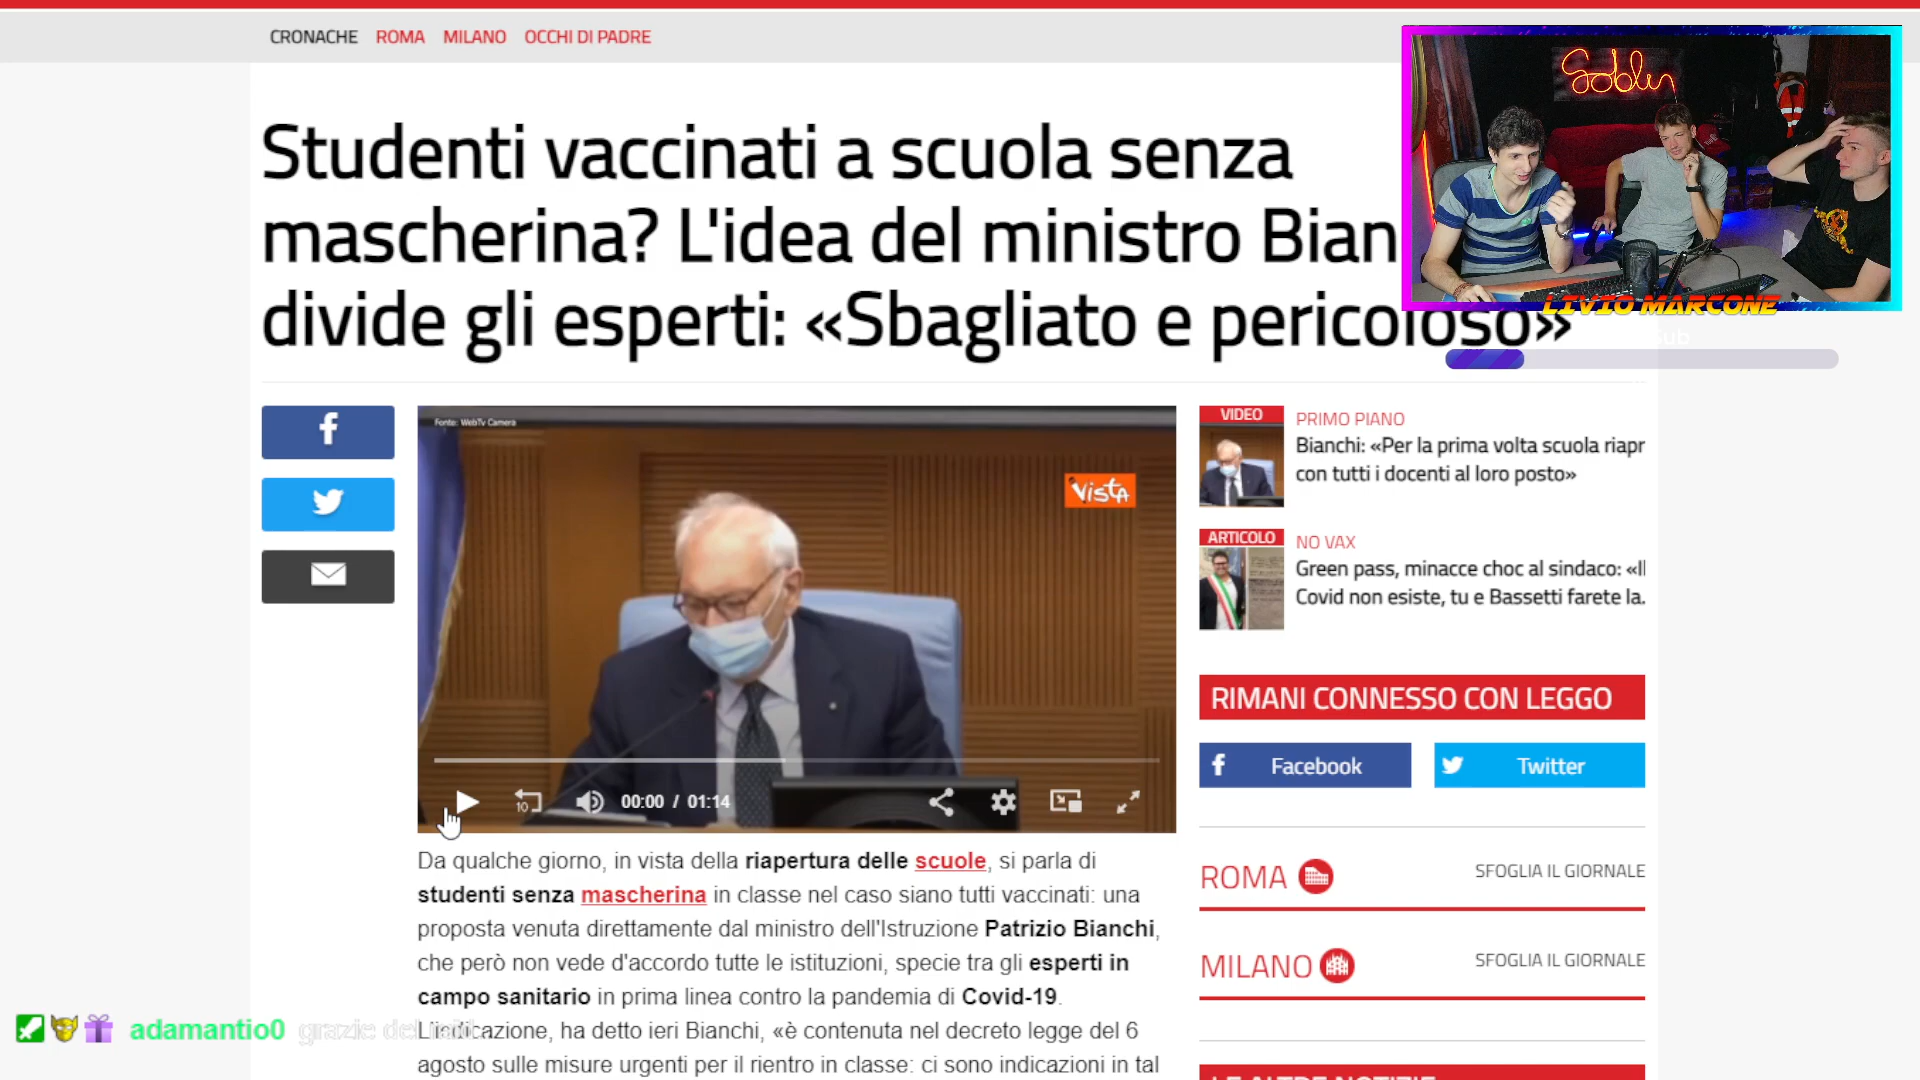 CRONACHE ROMA MILANO OCCHI DI PADRE
Studenti vaccinati a scuola senza
mascherina? L'idea del ministro Bian
divide gli esperti: «Sbagliato e pericoloso»
Soblin
LIVIO MARCONE
Sub
Fonte: WebTv Camera
VISTA
10
00:00 / 01:14
VIDEO
PRIMO PIANO
Bianchi: «Per la prima volta scuola riapr
con tutti i docenti al loro posto»
ARTICOLO
NO VAX
Green pass, minacce choc al sindaco: «Il
Covid non esiste, tu e Bassetti farete la.
RIMANI CONNESSO CON LEGGO
Facebook
Twitter
ROMA SFOGLIA IL GIORNALE
MILANO SFOGLIA IL GIORNALE
LE ALTRE NOTIZIE
Da qualche giorno, in vista della riapertura delle scuole, si parla di
studenti senza mascherina in classe nel caso siano tutti vaccinati: una
proposta venuta direttamente dal ministro dell'Istruzione Patrizio Bianchi,
che però non vede d'accordo tutte le istituzioni, specie tra gli esperti in
campo sanitario in prima linea contro la pandemia di Covid-19.
L'indicazione, ha detto ieri Bianchi, «è contenuta nel decreto legge del 6
agosto sulle misure urgenti per il rientro in classe: ci sono indicazioni in tal
adamantio0 grazie del